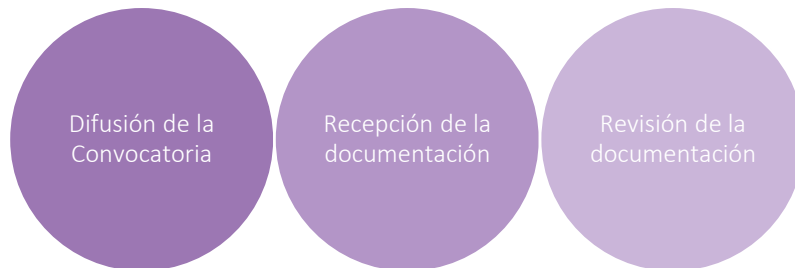 Difusión de la
Convocatoria
Recepción de la
documentación
Revisión de la
documentación